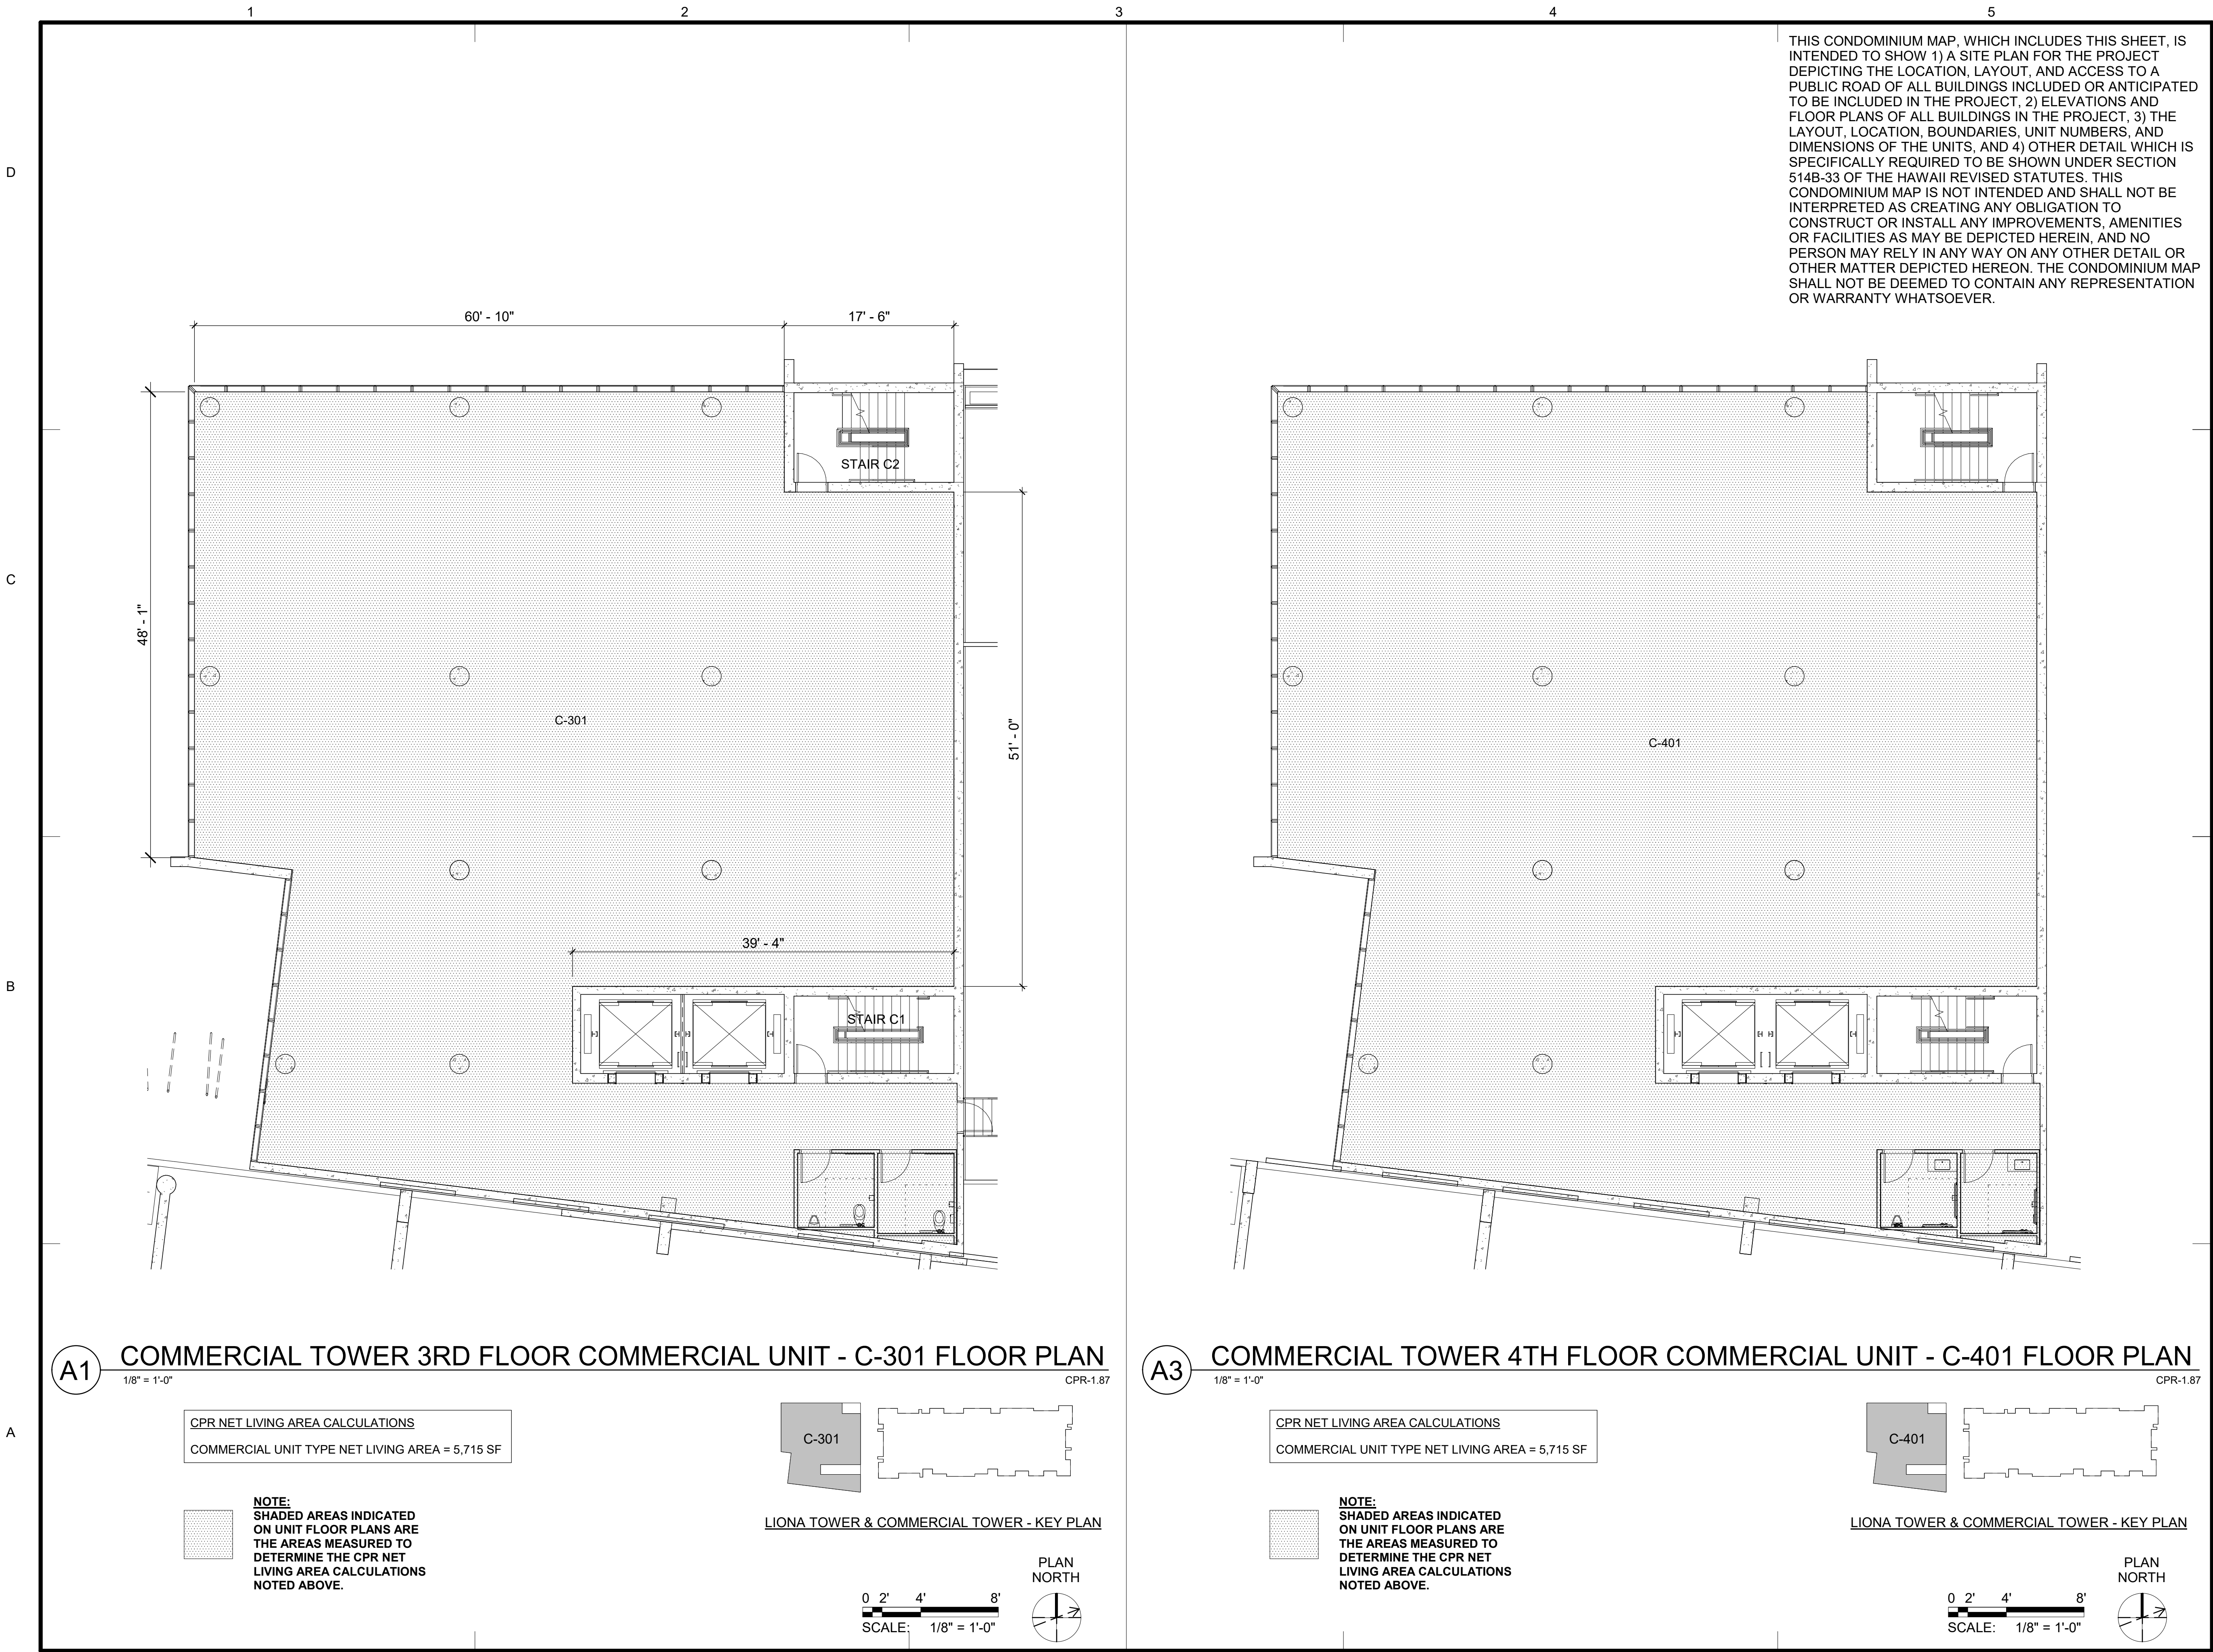 1
2
3
4
5
D
C
B
A
THIS CONDOMINIUM MAP, WHICH INCLUDES THIS SHEET, IS
INTENDED TO SHOW 1) A SITE PLAN FOR THE PROJECT
DEPICTING THE LOCATION, LAYOUT, AND ACCESS TO A
PUBLIC ROAD OF ALL BUILDINGS INCLUDED OR ANTICIPATED
TO BE INCLUDED IN THE PROJECT, 2) ELEVATIONS AND
FLOOR PLANS OF ALL BUILDINGS IN THE PROJECT, 3) THE
LAYOUT, LOCATION, BOUNDARIES, UNIT NUMBERS, AND
DIMENSIONS OF THE UNITS, AND 4) OTHER DETAIL WHICH IS
SPECIFICALLY REQUIRED TO BE SHOWN UNDER SECTION
514B-33 OF THE HAWAII REVISED STATUTES. THIS
CONDOMINIUM MAP IS NOT INTENDED AND SHALL NOT BE
INTERPRETED AS CREATING ANY OBLIGATION TO
CONSTRUCT OR INSTALL ANY IMPROVEMENTS, AMENITIES
OR FACILITIES AS MAY BE DEPICTED HEREIN, AND NO
PERSON MAY RELY IN ANY WAY ON ANY OTHER DETAIL OR
OTHER MATTER DEPICTED HEREON. THE CONDOMINIUM MAP
SHALL NOT BE DEEMED TO CONTAIN ANY REPRESENTATION
OR WARRANTY WHATSOEVER.
60' - 10"
17' - 6"
STAIR C2
48' - 1"
C-301
51' - 0"
39' - 4"
STAIR C1
C-401
A1
COMMERCIAL TOWER 3RD FLOOR COMMERCIAL UNIT - C-301 FLOOR PLAN
1/8" = 1'-0"
CPR-1.87
CPR NET LIVING AREA CALCULATIONS
COMMERCIAL UNIT TYPE NET LIVING AREA = 5,715 SF
C-301
NOTE:
SHADED AREAS INDICATED
ON UNIT FLOOR PLANS ARE
THE AREAS MEASURED TO
DETERMINE THE CPR NET
LIVING AREA CALCULATIONS
NOTED ABOVE.
LIONA TOWER & COMMERCIAL TOWER - KEY PLAN
PLAN
NORTH
0 2' 4' 8'
SCALE: 1/8" = 1'-0"
A3
COMMERCIAL TOWER 4TH FLOOR COMMERCIAL UNIT - C-401 FLOOR PLAN
1/8" = 1'-0"
CPR-1.87
CPR NET LIVING AREA CALCULATIONS
COMMERCIAL UNIT TYPE NET LIVING AREA = 5,715 SF
C-401
NOTE:
SHADED AREAS INDICATED
ON UNIT FLOOR PLANS ARE
THE AREAS MEASURED TO
DETERMINE THE CPR NET
LIVING AREA CALCULATIONS
NOTED ABOVE.
LIONA TOWER & COMMERCIAL TOWER - KEY PLAN
PLAN
NORTH
0 2' 4' 8'
SCALE: 1/8" = 1'-0"